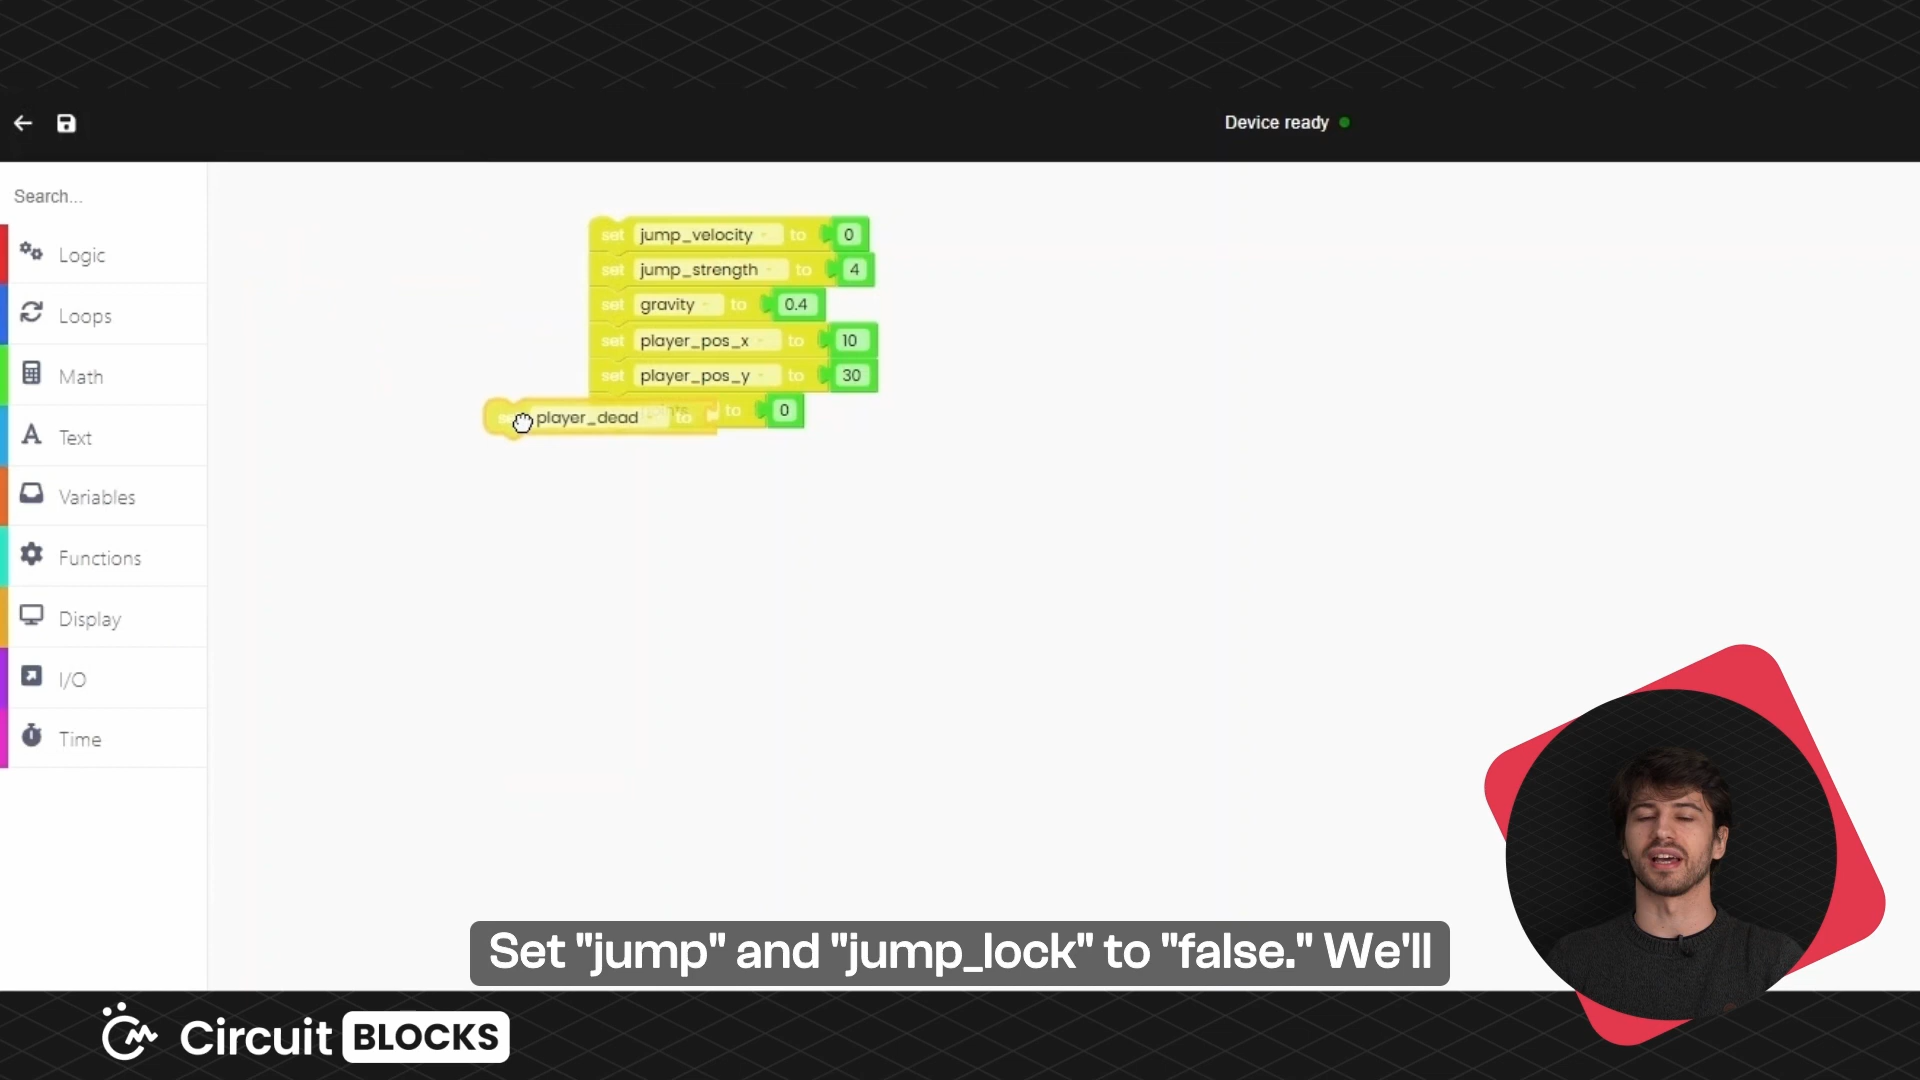 Device ready
Search...
Logic
Loops
Math
Text
Variables
Functions
Display
I/O
Time
set jump_velocity to 0
set jump_strength to 4
set gravity to 0.4
set player_pos_x to 10
set player_pos_y to 30
to 0
player_dead to
Set "jump" and "jump_lock" to "false." We'll
Circuit BLOCKS